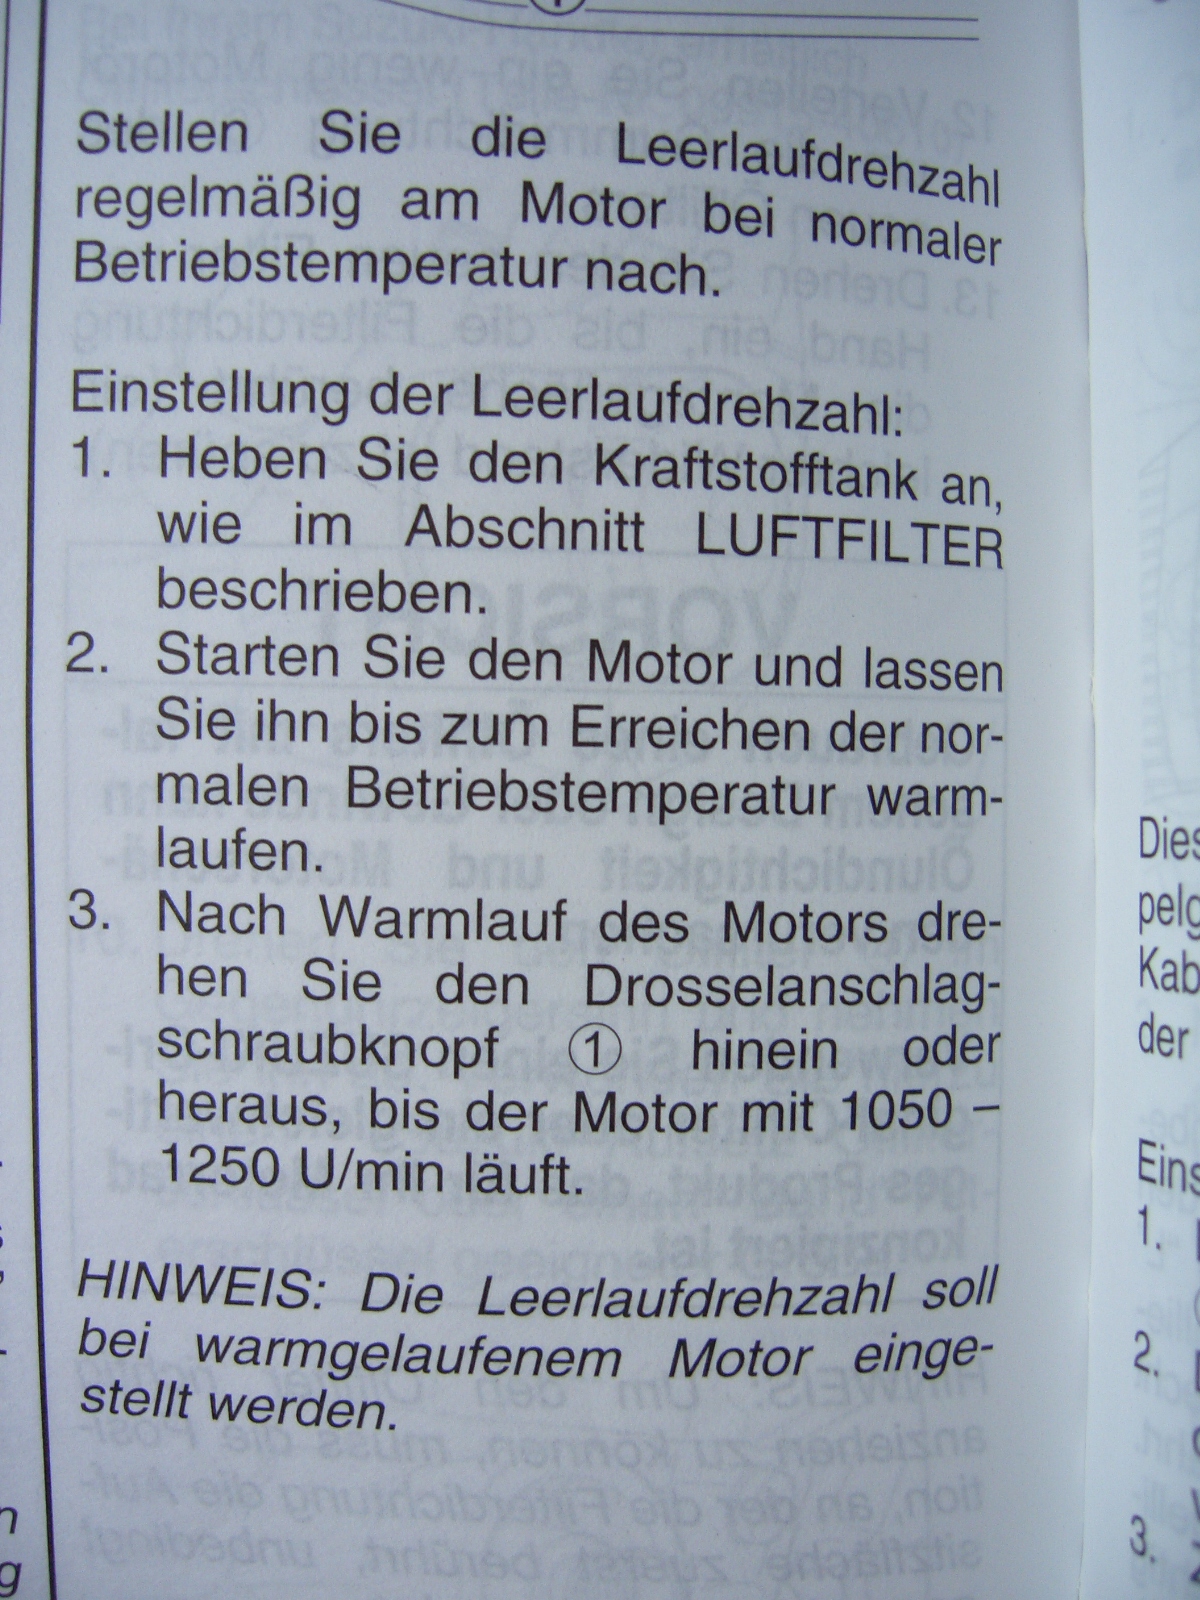 Stellen Sie die Leerlaufdrehzahl
regelmäßig am Motor bei normaler
Betriebstemperatur nach.
Einstellung der Leerlaufdrehzahl:
1. Heben Sie den Kraftstofftank an,
wie im Abschnitt LUFTFILTER
beschrieben.
2. Starten Sie den Motor und lassen
Sie ihn bis zum Erreichen der nor-
malen Betriebstemperatur warm-
laufen.
3. Nach Warmlauf des Motors dre-
hen Sie den Drosselanschlag-
schraubknopf ① hinein oder
heraus, bis der Motor mit 1050 –
1250 U/min läuft.
HINWEIS: Die Leerlaufdrehzahl soll
bei warmgelaufenem Motor einge-
stellt werden.
Dies
pelg
Kab
der
Eins
1.
2.
3.